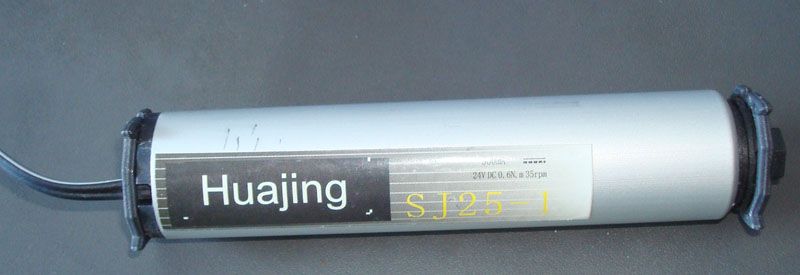 Huajing
24V DC 0.6N.m 35rpm
SJ25-1